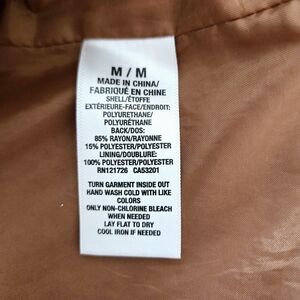 M / M
MADE IN CHINA/
FABRIQUÉ EN CHINE
SHELL/ÉTOFFE
EXTÉRIEURE-FACE/ENDROIT:
POLYURETHANE/
POLYURÉTHANE
BACK/DOS:
85% RAYON/RAYONNE
15% POLYESTER/POLYESTER
LINING/DOUBLURE:
100% POLYESTER/POLYESTER
RN121726 CA53201
TURN GARMENT INSIDE OUT
HAND WASH COLD WITH LIKE
COLORS
ONLY NON-CHLORINE BLEACH
WHEN NEEDED
LAY FLAT TO DRY
COOL IRON IF NEEDED